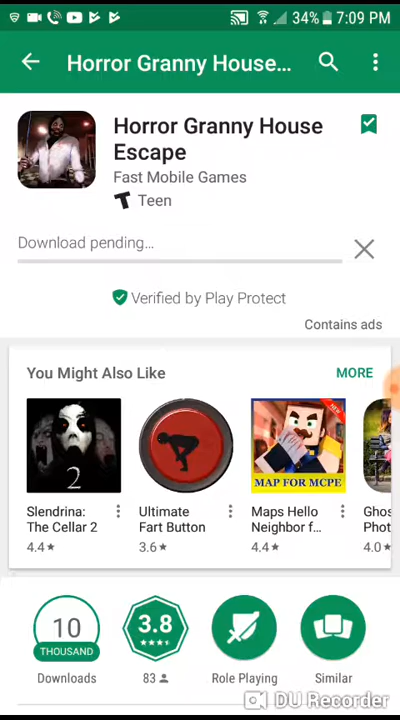 34% 7:09 PM
Horror Granny House...
Horror Granny House
Escape
Fast Mobile Games
Teen
Download pending...
Verified by Play Protect
Contains ads
You Might Also Like MORE
2
NEW
MAP FOR MCPE
Slendrina:
The Cellar 2
4.4★
Ultimate
Fart Button
3.6★
Maps Hello
Neighbor f...
4.4★
Ghos
Phot
4.0★
10
THOUSAND
Downloads
3.8
83
Role Playing
Similar
DU Recorder